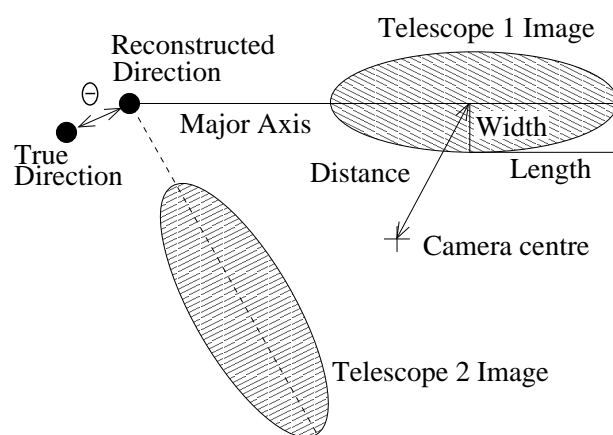 Telescope 1 Image
Reconstructed
Direction
Θ
Major Axis
Width
True
Direction
Distance
Length
Camera centre
Telescope 2 Image